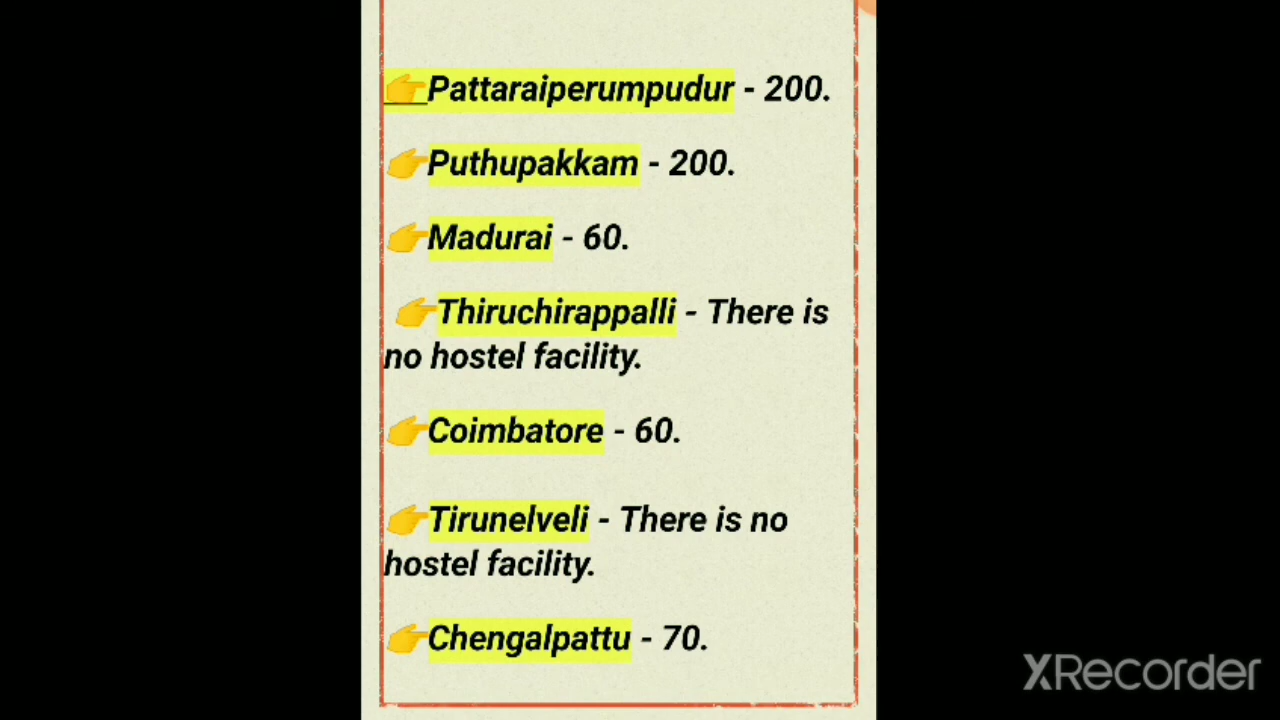 👉Pattaraiperumpudur - 200.
👉Puthupakkam - 200.
👉Madurai - 60.
👉Thiruchirappalli - There is
no hostel facility.
👉Coimbatore - 60.
👉Tirunelveli - There is no
hostel facility.
👉Chengalpattu - 70.
XRecorder